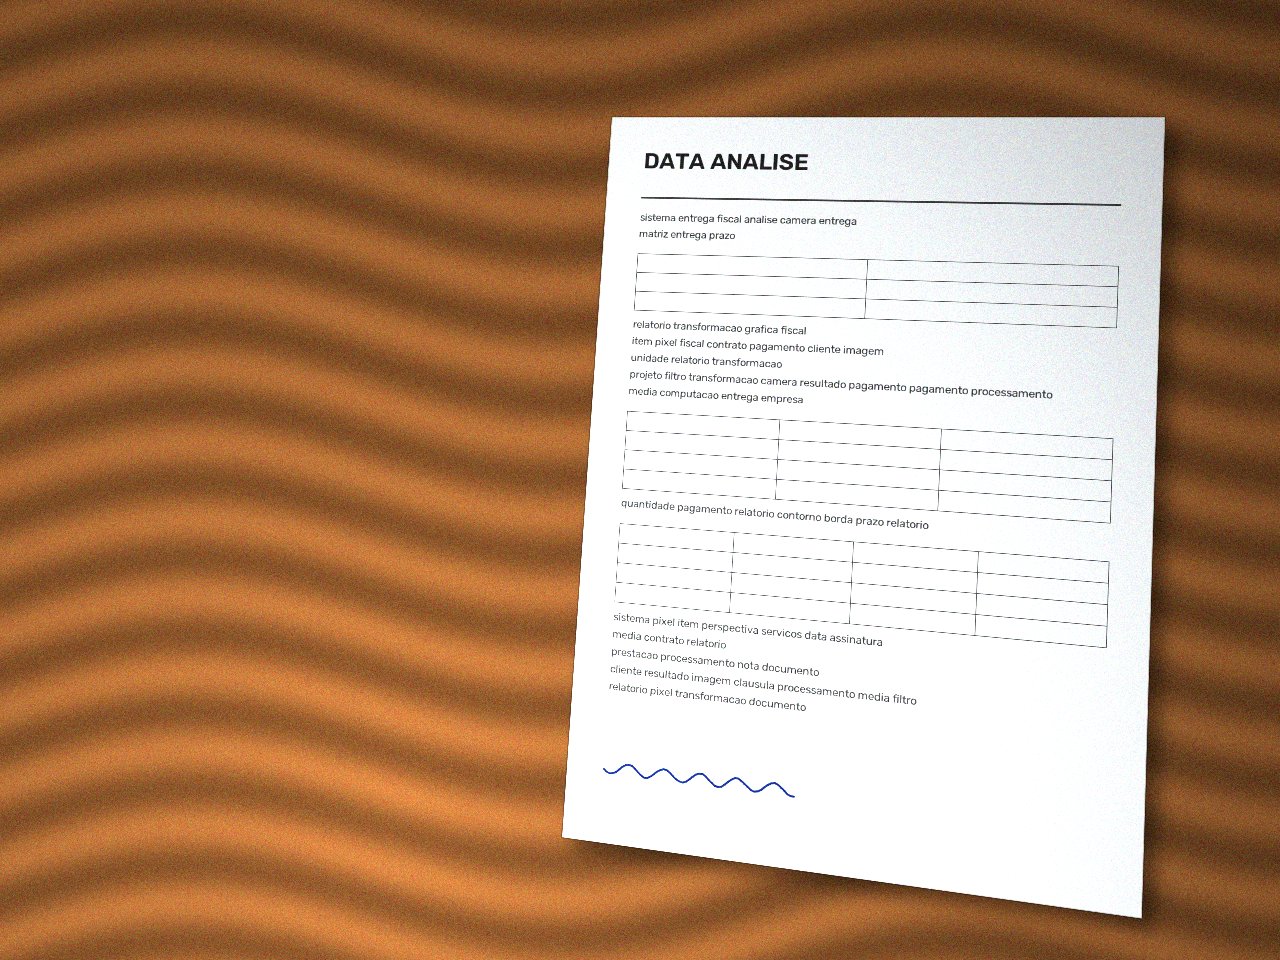 DATA ANALISE
sistema entrega fiscal analise camera entrega
matriz entrega prazo
relatorio transformacao grafica fiscal
item pixel fiscal contrato pagamento cliente imagem
unidade relatorio transformacao
projeto filtro transformacao camera resultado pagamento pagamento processamento
media computacao entrega empresa
quantidade pagamento relatorio contorno borda prazo relatorio
sistema pixel item perspectiva servicos data assinatura
media contrato relatorio
prestacao processamento nota documento
cliente resultado imagem clausula processamento media filtro
relatorio pixel transformacao documento